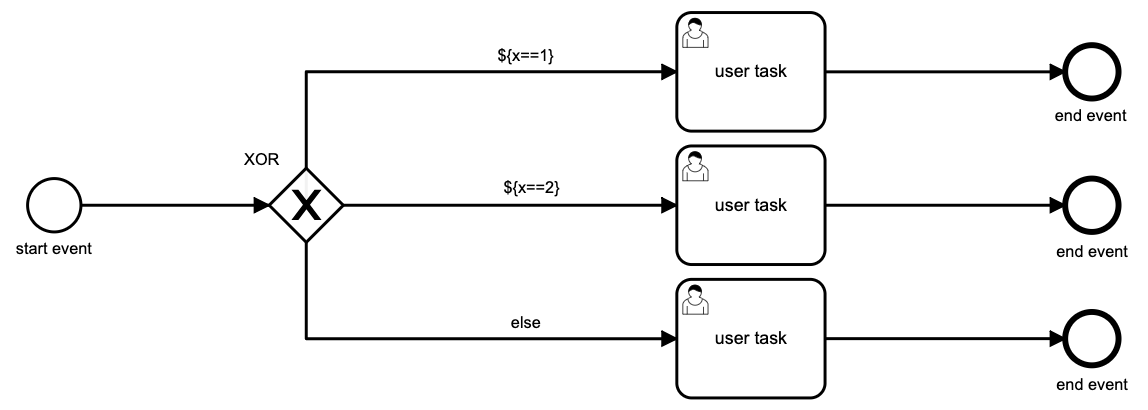 ${x==1}
user task
end event
XOR
X
${x==2}
user task
start event
end event
else
user task
end event